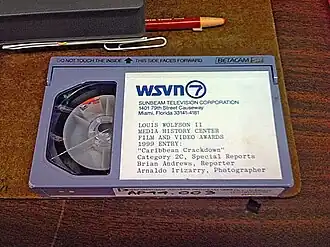 DO NOT TOUCH THE INSIDE THIS SIDE FACES FORWARD. BETACAM
WSVN 7
SUNBEAM TELEVISION CORPORATION
1401 79th Street Causeway
Miami, Florida 33141-4181
LOUIS WOLFSON II
MEDIA HISTORY CENTER
FILM AND VIDEO AWARDS
1999 ENTRY:
"Caribbean Crackdown"
Category 2C, Special Reports
Brian Andrews, Reporter
Arnaldo Irizarry, Photographer